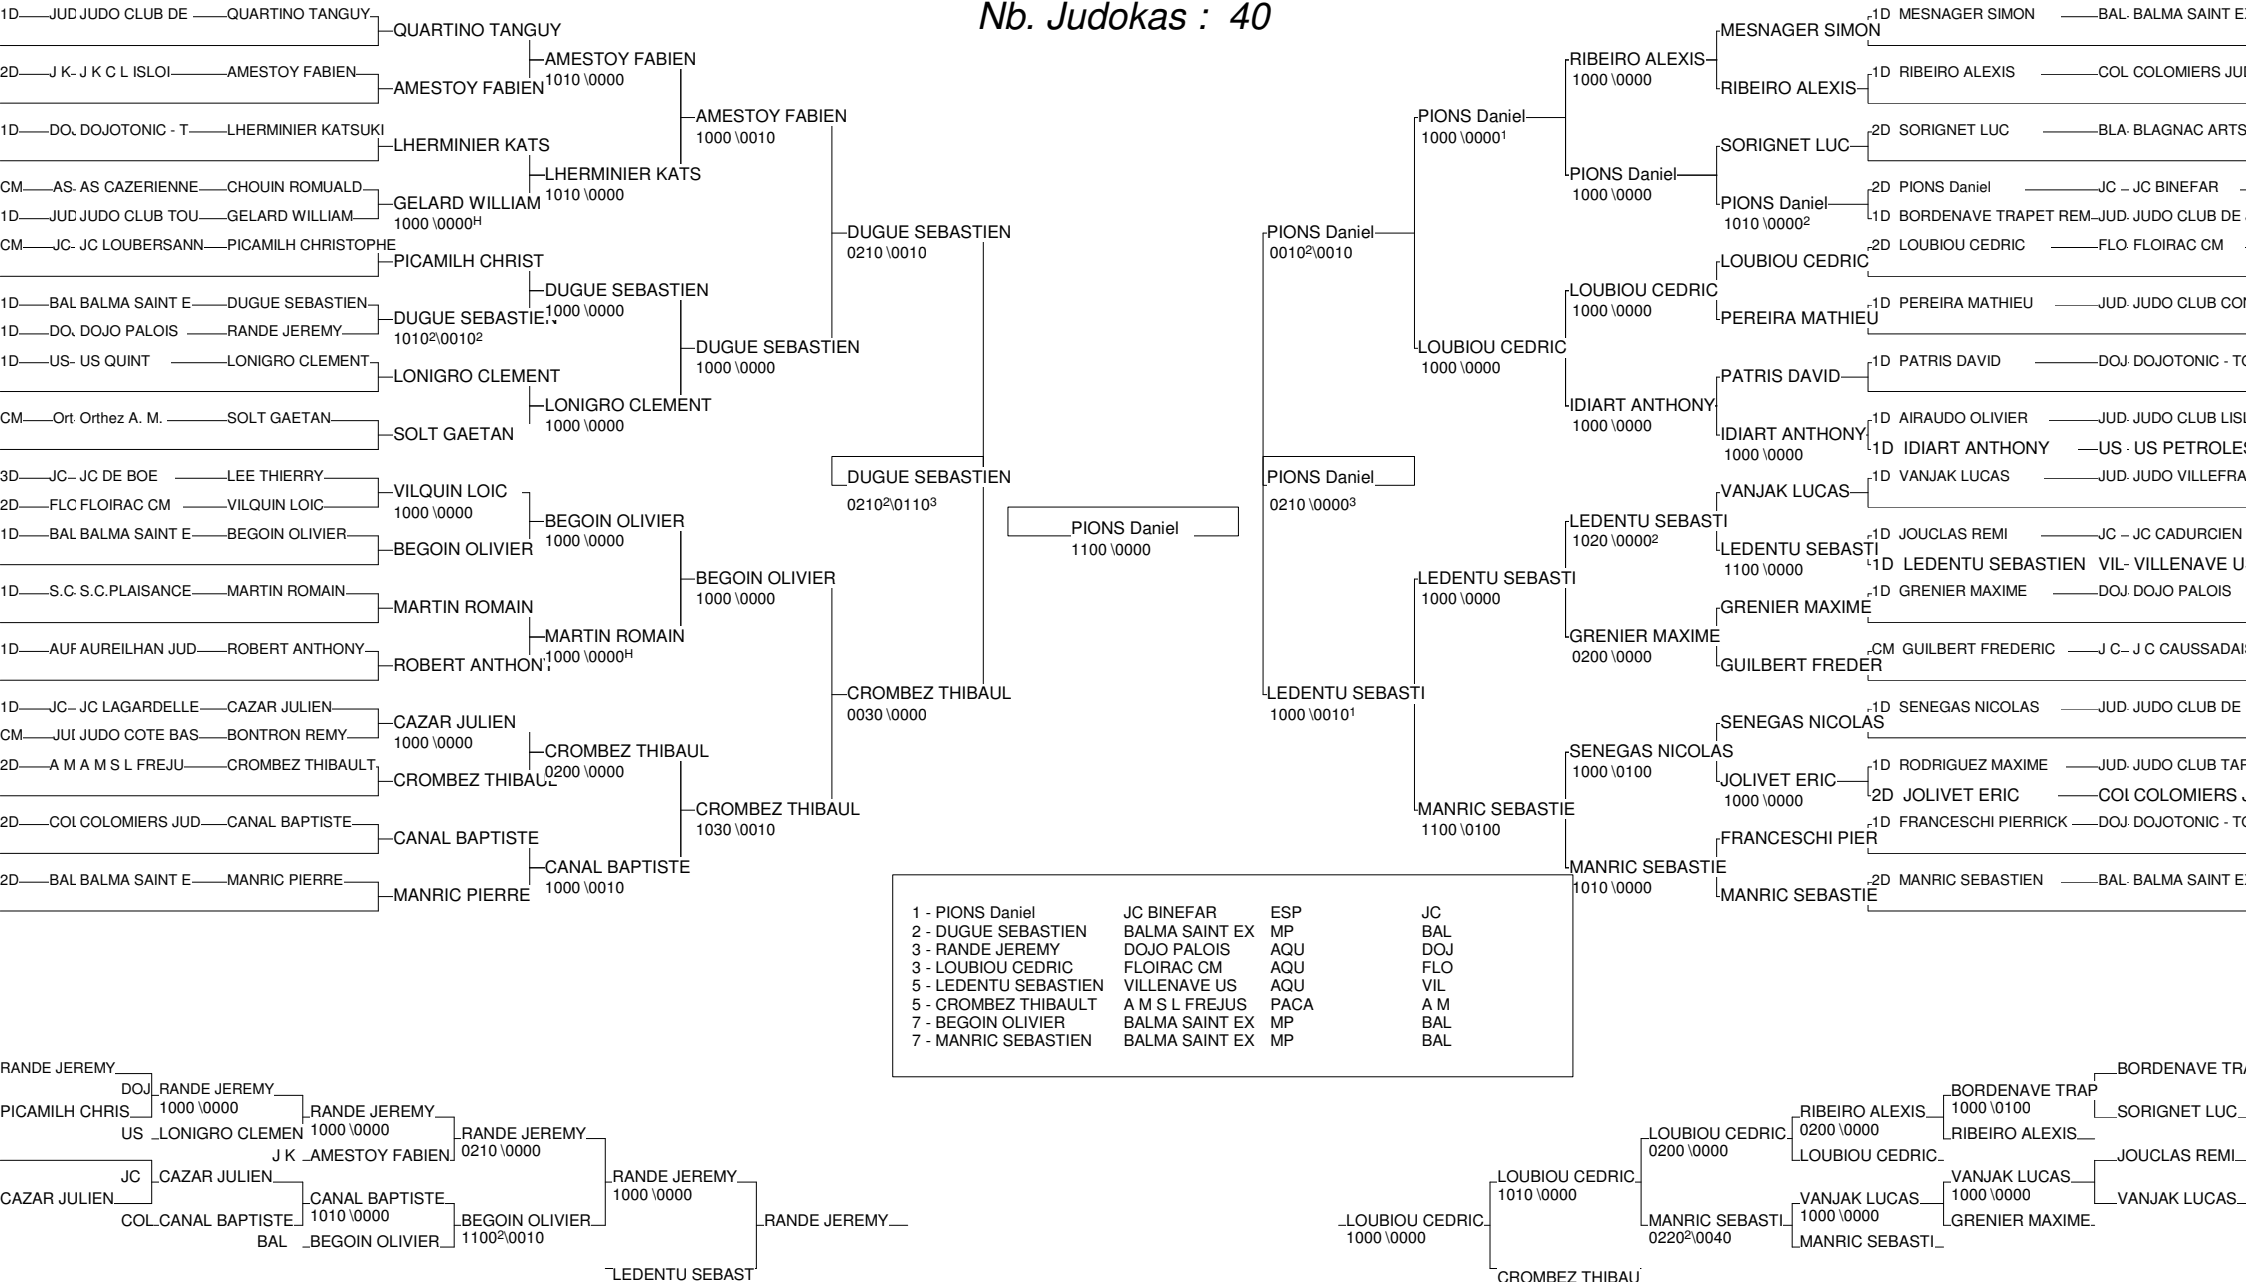 Nb. Judokas : 40
1D JUD JUDO CLUB DE QUARTINO TANGUY
2D J K J K C L ISLOI AMESTOY FABIEN
1D DOJ DOJOTONIC - T LHERMINIER KATSUKI
CM AS AS CAZERIENNE CHOUIN ROMUALD
1D JUD JUDO CLUB TOU GELARD WILLIAM
CM JC JC LOUBERSANN PICAMILH CHRISTOPHE
1D BAL BALMA SAINT E DUGUE SEBASTIEN
1D DOJ DOJO PALOIS RANDE JEREMY
1D US US QUINT LONIGRO CLEMENT
CM Ort Orthez A. M. SOLT GAETAN
3D JC JC DE BOE LEE THIERRY
2D FLO FLOIRAC CM VILQUIN LOIC
1D BAL BALMA SAINT E BEGOIN OLIVIER
1D S.C S.C.PLAISANCE MARTIN ROMAIN
1D AUR AUREILHAN JUD ROBERT ANTHONY
1D JC JC LAGARDELLE CAZAR JULIEN
CM JUD JUDO COTE BAS BONTRON REMY
2D A M A M S L FREJU CROMBEZ THIBAULT
2D COL COLOMIERS JUD CANAL BAPTISTE
2D BAL BALMA SAINT E MANRIC PIERRE
QUARTINO TANGUY
AMESTOY FABIEN
LHERMINIER KATS
GELARD WILLIAM
1000 \0000H
PICAMILH CHRIST
DUGUE SEBASTIEN
10102\00102
LONIGRO CLEMENT
SOLT GAETAN
VILQUIN LOIC
1000 \0000
BEGOIN OLIVIER
MARTIN ROMAIN
ROBERT ANTHONY
CAZAR JULIEN
1000 \0000
CROMBEZ THIBAUL
CANAL BAPTISTE
MANRIC PIERRE
AMESTOY FABIEN
1010 \0000
LHERMINIER KATS
1010 \0000
DUGUE SEBASTIEN
1000 \0000
LONIGRO CLEMENT
1000 \0000
BEGOIN OLIVIER
1000 \0000
MARTIN ROMAIN
1000 \0000H
CROMBEZ THIBAUL
0200 \0000
CANAL BAPTISTE
1000 \0010
AMESTOY FABIEN
1000 \0010
DUGUE SEBASTIEN
1000 \0000
BEGOIN OLIVIER
1000 \0000
CROMBEZ THIBAUL
1030 \0010
DUGUE SEBASTIEN
0210 \0010
DUGUE SEBASTIEN
02102\01103
CROMBEZ THIBAUL
0030 \0000
PIONS Daniel
1100 \0000
PIONS Daniel
00102\0010
PIONS Daniel
0210 \00003
LEDENTU SEBASTI
1000 \00101
PIONS Daniel
1000 \00001
LOUBIOU CEDRIC
1000 \0000
LEDENTU SEBASTI
1000 \0000
MANRIC SEBASTIE
1100 \0100
RIBEIRO ALEXIS
1000 \0000
PIONS Daniel
1000 \0000
LOUBIOU CEDRIC
1000 \0000
IDIART ANTHONY
1000 \0000
LEDENTU SEBASTI
1020 \00002
GRENIER MAXIME
0200 \0000
SENEGAS NICOLAS
1000 \0100
MANRIC SEBASTIE
1010 \0000
MESNAGER SIMON
RIBEIRO ALEXIS
SORIGNET LUC
PIONS Daniel
1010 \00002
LOUBIOU CEDRIC
PEREIRA MATHIEU
PATRIS DAVID
IDIART ANTHONY
1000 \0000
VANJAK LUCAS
LEDENTU SEBASTI
1100 \0000
GRENIER MAXIME
GUILBERT FREDER
SENEGAS NICOLAS
JOLIVET ERIC
1000 \0000
FRANCESCHI PIER
MANRIC SEBASTIE
1D MESNAGER SIMON BAL BALMA SAINT E
1D RIBEIRO ALEXIS COL COLOMIERS JU
2D SORIGNET LUC BLA BLAGNAC ARTS
2D PIONS Daniel JC JC BINEFAR
1D BORDENAVE TRAPET REM JUD JUDO CLUB DE
2D LOUBIOU CEDRIC FLO FLOIRAC CM
1D PEREIRA MATHIEU JUD JUDO CLUB CO
1D PATRIS DAVID DOJ DOJOTONIC - T
1D AIRAUDO OLIVIER JUD JUDO CLUB LISL
1D IDIART ANTHONY US US PETROLES
1D VANJAK LUCAS JUD JUDO VILLEFRA
1D JOUCLAS REMI JC JC CADURCIEN
1D LEDENTU SEBASTIEN VIL VILLENAVE U
1D GRENIER MAXIME DOJ DOJO PALOIS
CM GUILBERT FREDERIC J C J C CAUSSADAI
1D SENEGAS NICOLAS JUD JUDO CLUB DE
1D RODRIGUEZ MAXIME JUD JUDO CLUB TAR
2D JOLIVET ERIC COL COLOMIERS J
1D FRANCESCHI PIERRICK DOJ DOJOTONIC - T
2D MANRIC SEBASTIEN BAL BALMA SAINT E
1 - PIONS Daniel JC BINEFAR ESP JC
2 - DUGUE SEBASTIEN BALMA SAINT EX MP BAL
3 - RANDE JEREMY DOJO PALOIS AQU DOJ
3 - LOUBIOU CEDRIC FLOIRAC CM AQU FLO
5 - LEDENTU SEBASTIEN VILLENAVE US AQU VIL
5 - CROMBEZ THIBAULT A M S L FREJUS PACA A M
7 - BEGOIN OLIVIER BALMA SAINT EX MP BAL
7 - MANRIC SEBASTIEN BALMA SAINT EX MP BAL
RANDE JEREMY
PICAMILH CHRIS
CAZAR JULIEN
DOJ RANDE JEREMY
1000 \0000
US LONIGRO CLEMEN
JC CAZAR JULIEN
COL CANAL BAPTISTE
RANDE JEREMY
1000 \0000
J K AMESTOY FABIEN
CANAL BAPTISTE
1010 \0000
BAL BEGOIN OLIVIER
RANDE JEREMY
0210 \0000
BEGOIN OLIVIER
11002\0010
RANDE JEREMY
1000 \0000
LEDENTU SEBAST
RANDE JEREMY
LOUBIOU CEDRIC
1000 \0000
LOUBIOU CEDRIC
1010 \0000
CROMBEZ THIBAU
LOUBIOU CEDRIC
0200 \0000
MANRIC SEBASTI
02202\0040
RIBEIRO ALEXIS
0200 \0000
LOUBIOU CEDRIC
VANJAK LUCAS
1000 \0000
MANRIC SEBASTI
BORDENAVE TRAP
1000 \0100
RIBEIRO ALEXIS
VANJAK LUCAS
1000 \0000
GRENIER MAXIME
BORDENAVE TRA
SORIGNET LUC
JOUCLAS REMI
VANJAK LUCAS